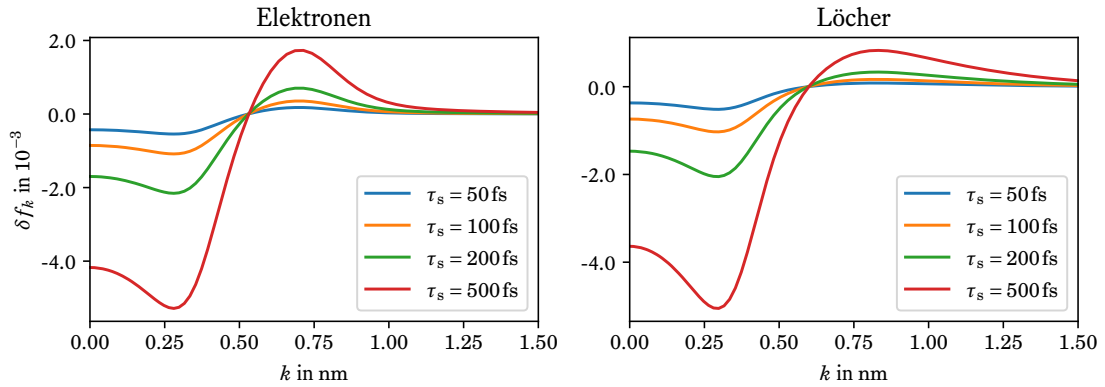 Elektronen
2.0
0.0
-2.0
-4.0
δf_k in 10⁻³
τ_s = 50 fs
τ_s = 100 fs
τ_s = 200 fs
τ_s = 500 fs
0.00 0.25 0.50 0.75 1.00 1.25 1.50
k in nm
Löcher
0.0
-2.0
-4.0
τ_s = 50 fs
τ_s = 100 fs
τ_s = 200 fs
τ_s = 500 fs
0.00 0.25 0.50 0.75 1.00 1.25 1.50
k in nm